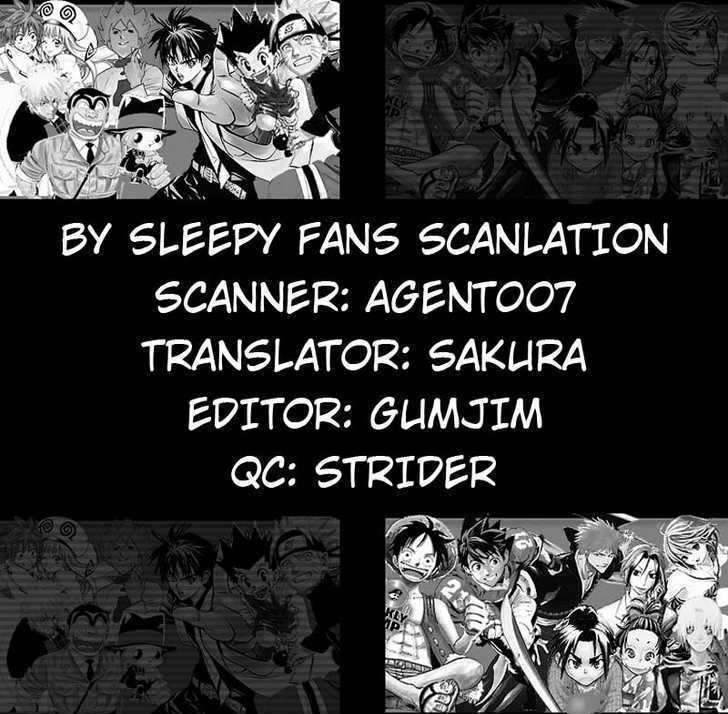 BY SLEEPY FANS SCANLATION
SCANNER: AGENT007
TRANSLATOR: SAKURA
EDITOR: GUMJIM
QC: STRIDER